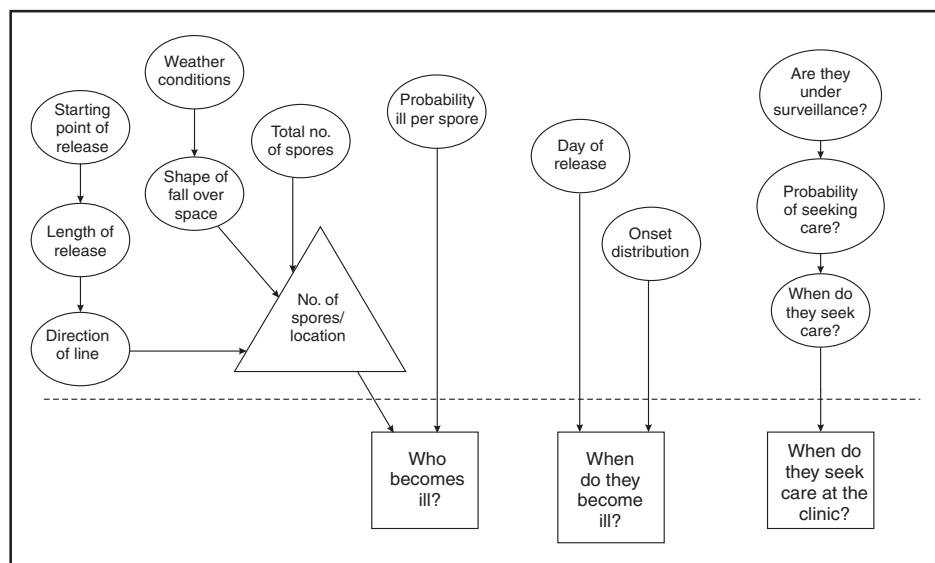 Weather
conditions
Starting
point of
release
Total no.
of spores
Probability
ill per spore
Are they
under
surveillance?
Day of
release
Shape of
fall over
space
Probability
of seeking
care?
Length of
release
Onset
distribution
No. of
spores/
location
When do
they seek
care?
Direction
of line
Who
becomes
ill?
When
do they
become
ill?
When do
they seek
care at the
clinic?